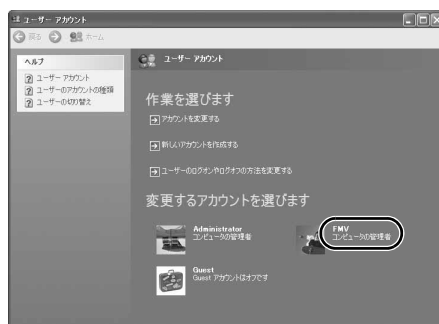 ユーザー アカウント
戻る
ホーム
ヘルプ
ユーザー アカウント
ユーザーのアカウントの種類
ユーザーの切り替え
ユーザー アカウント
作業を選びます
アカウントを変更する
新しいアカウントを作成する
ユーザーのログオンやログオフの方法を変更する
変更するアカウントを選びます
Administrator
コンピュータの管理者
FMV
コンピュータの管理者
Guest
Guest アカウントはオフです